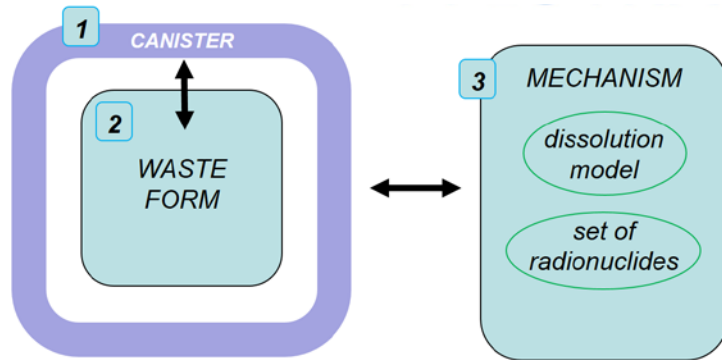 1
CANISTER
2
WASTE
FORM
3
MECHANISM
dissolution
model
set of
radionuclides